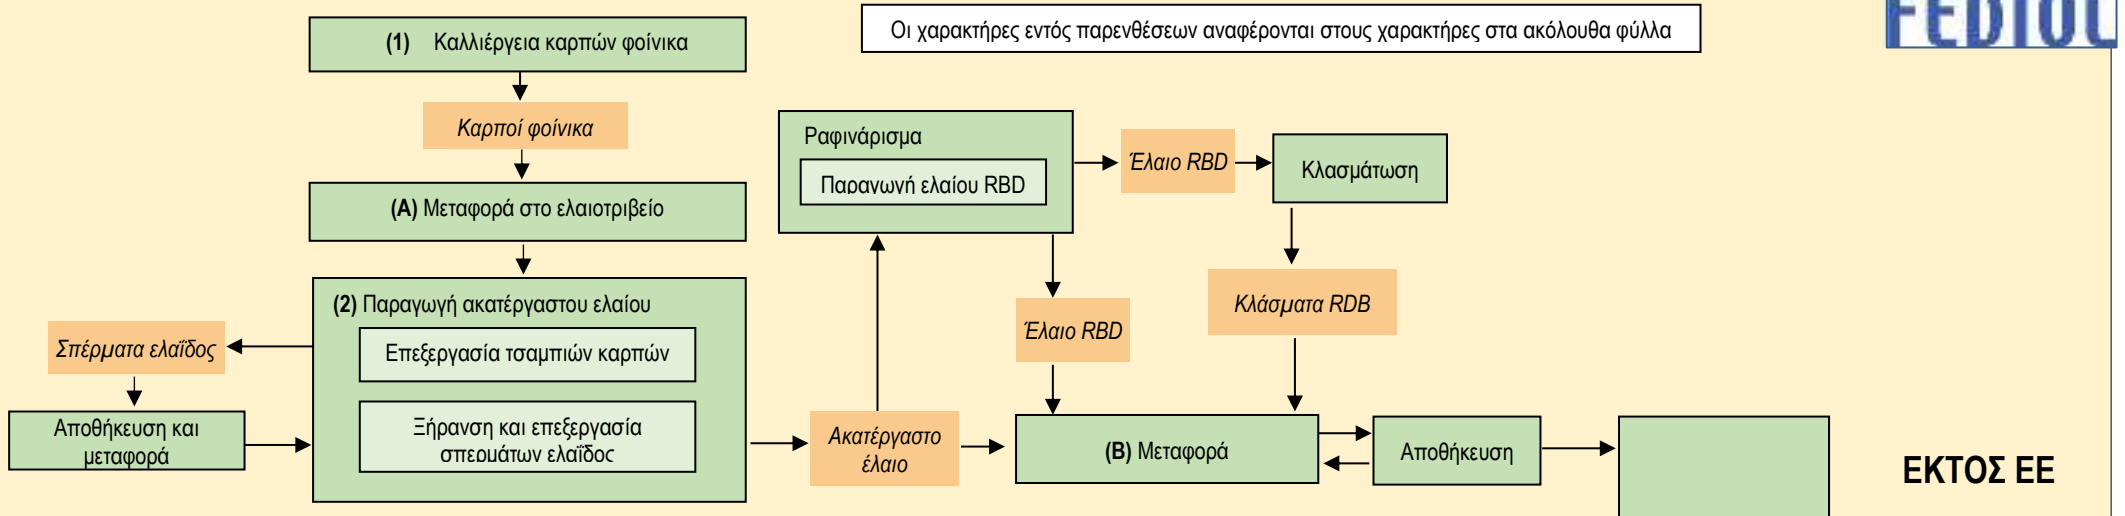 Οι χαρακτήρες εντός παρενθέσεων αναφέρονται στους χαρακτήρες στα ακόλουθα φύλλα
FEDIOL
(1) Καλλιέργεια καρπών φοίνικα
Καρποί φοίνικα
(A) Μεταφορά στο ελαιοτριβείο
(2) Παραγωγή ακατέργαστου ελαίου
Επεξεργασία τσαμπιών καρπών
Ξήρανση και επεξεργασία
σπερμάτων ελαΐδος
Σπέρματα ελαΐδος
Αποθήκευση και
μεταφορά
Ακατέργαστο
έλαιο
Ραφινάρισμα
Παραγωγή ελαίου RBD
Έλαιο RBD
Κλασμάτωση
Έλαιο RBD
Κλάσματα RDB
(B) Μεταφορά
Αποθήκευση
ΕΚΤΟΣ ΕΕ